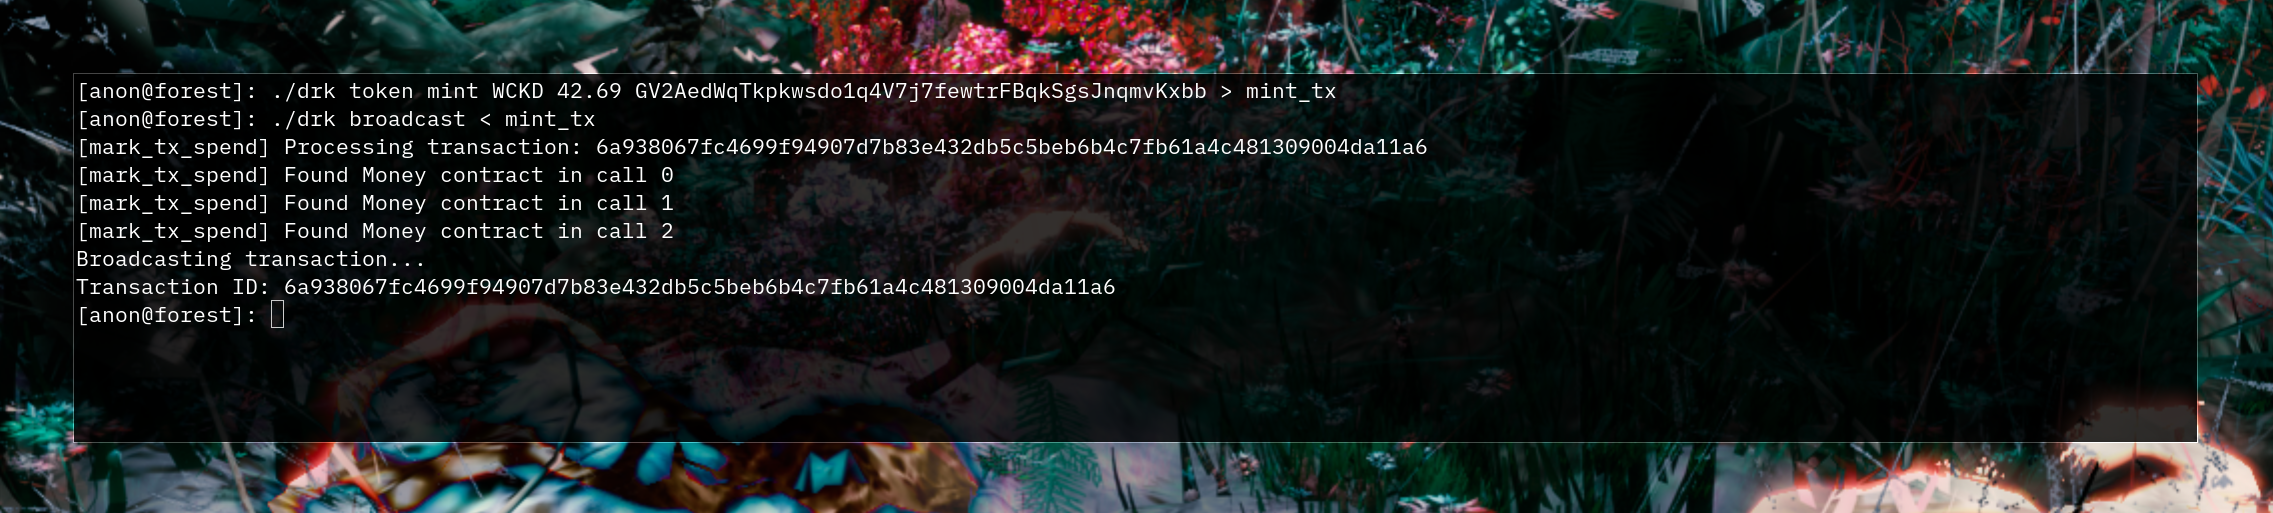 [anon@forest]: ./drk token mint WCKD 42.69 GV2AedWqTkpkwsdo1q4V7j7fewtrFBqkSgsJnqmvKxbb > mint_tx
[anon@forest]: ./drk broadcast < mint_tx
[mark_tx_spend] Processing transaction: 6a938067fc4699f94907d7b83e432db5c5beb6b4c7fb61a4c481309004da11a6
[mark_tx_spend] Found Money contract in call 0
[mark_tx_spend] Found Money contract in call 1
[mark_tx_spend] Found Money contract in call 2
Broadcasting transaction...
Transaction ID: 6a938067fc4699f94907d7b83e432db5c5beb6b4c7fb61a4c481309004da11a6
[anon@forest]: